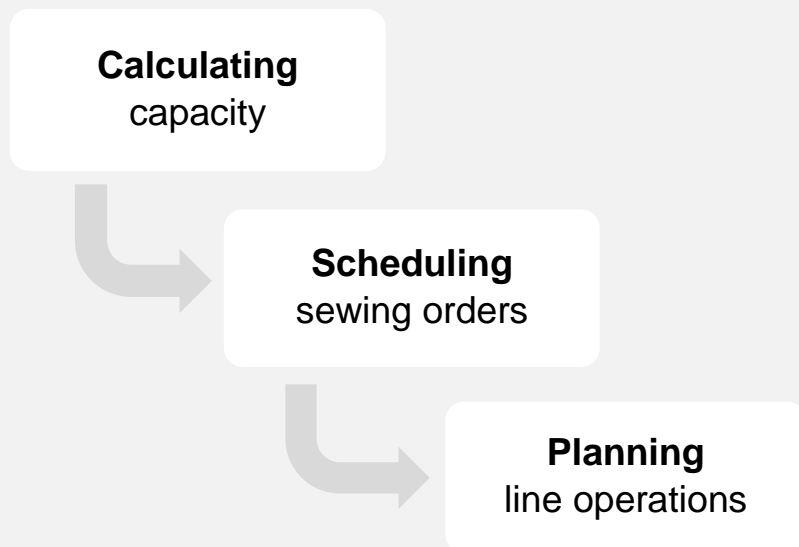 Calculating
capacity
Scheduling
sewing orders
Planning
line operations